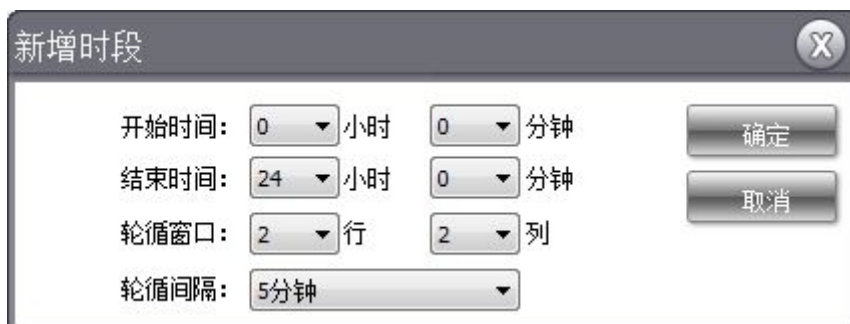 新增时段
开始时间: 0 小时 0 分钟 确定
结束时间: 24 小时 0 分钟 取消
轮循窗口: 2 行 2 列
轮循间隔: 5分钟